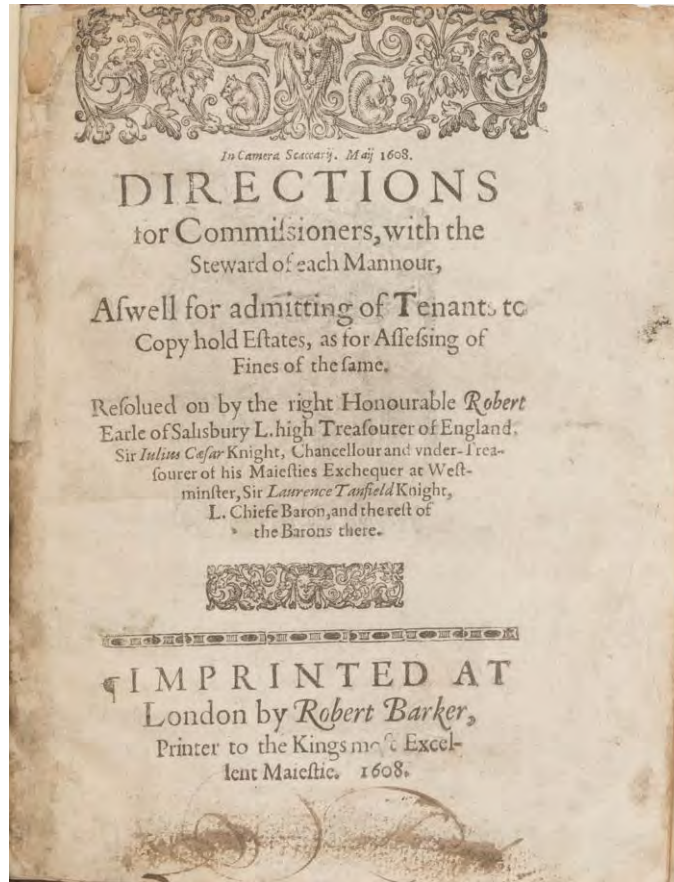 In Camera Scaccarij. Maij 1608.
DIRECTIONS
for Commiſsioners, with the
Steward of each Mannour,
Aſwell for admitting of Tenants to
Copy hold Eſtates, as for Aſſeſsing of
Fines of the ſame.
Reſolued on by the right Honourable Robert
Earle of Salisbury L. high Treaſourer of England,
Sir Iulius Cæſar Knight, Chancellour and vnder-Trea-
ſourer of his Maieſties Exchequer at Weſt-
minſter, Sir Laurence Tanfield Knight,
L. Chiefe Baron, and the reſt of
the Barons there.
¶IMPRINTED AT
London by Robert Barker,
Printer to the Kings moſt Excel-
lent Maieſtie. 1608.